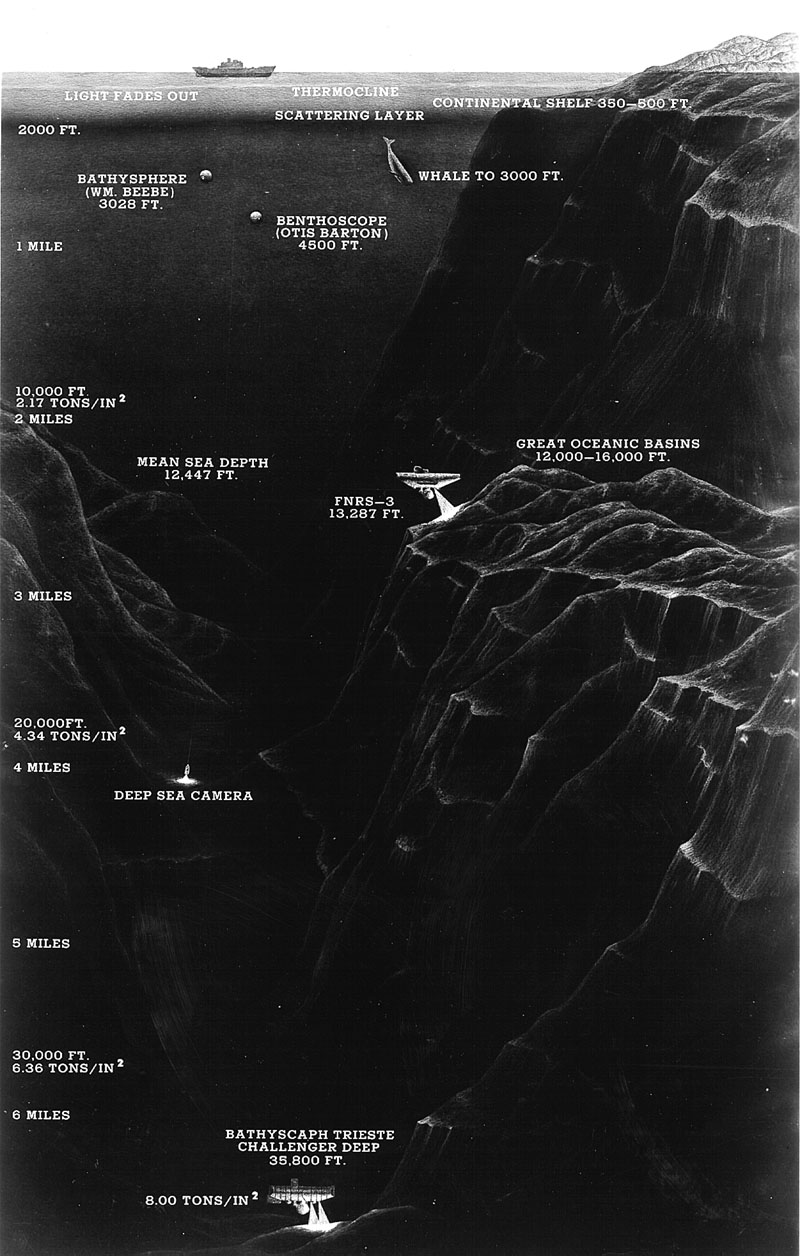 LIGHT FADES OUT
THERMOCLINE
SCATTERING LAYER
CONTINENTAL SHELF 350—500 FT.
2000 FT.
BATHYSPHERE
(WM. BEEBE)
3028 FT.
WHALE TO 3000 FT.
BENTHOSCOPE
(OTIS BARTON)
4500 FT.
1 MILE
10,000 FT.
2.17 TONS/IN²
2 MILES
MEAN SEA DEPTH
12,447 FT.
GREAT OCEANIC BASINS
12,000—16,000 FT.
FNRS—3
13,287 FT.
3 MILES
20,000FT.
4.34 TONS/IN²
4 MILES
DEEP SEA CAMERA
5 MILES
30,000 FT.
6.36 TONS/IN²
6 MILES
BATHYSCAPH TRIESTE
CHALLENGER DEEP
35,800 FT.
8.00 TONS/IN²